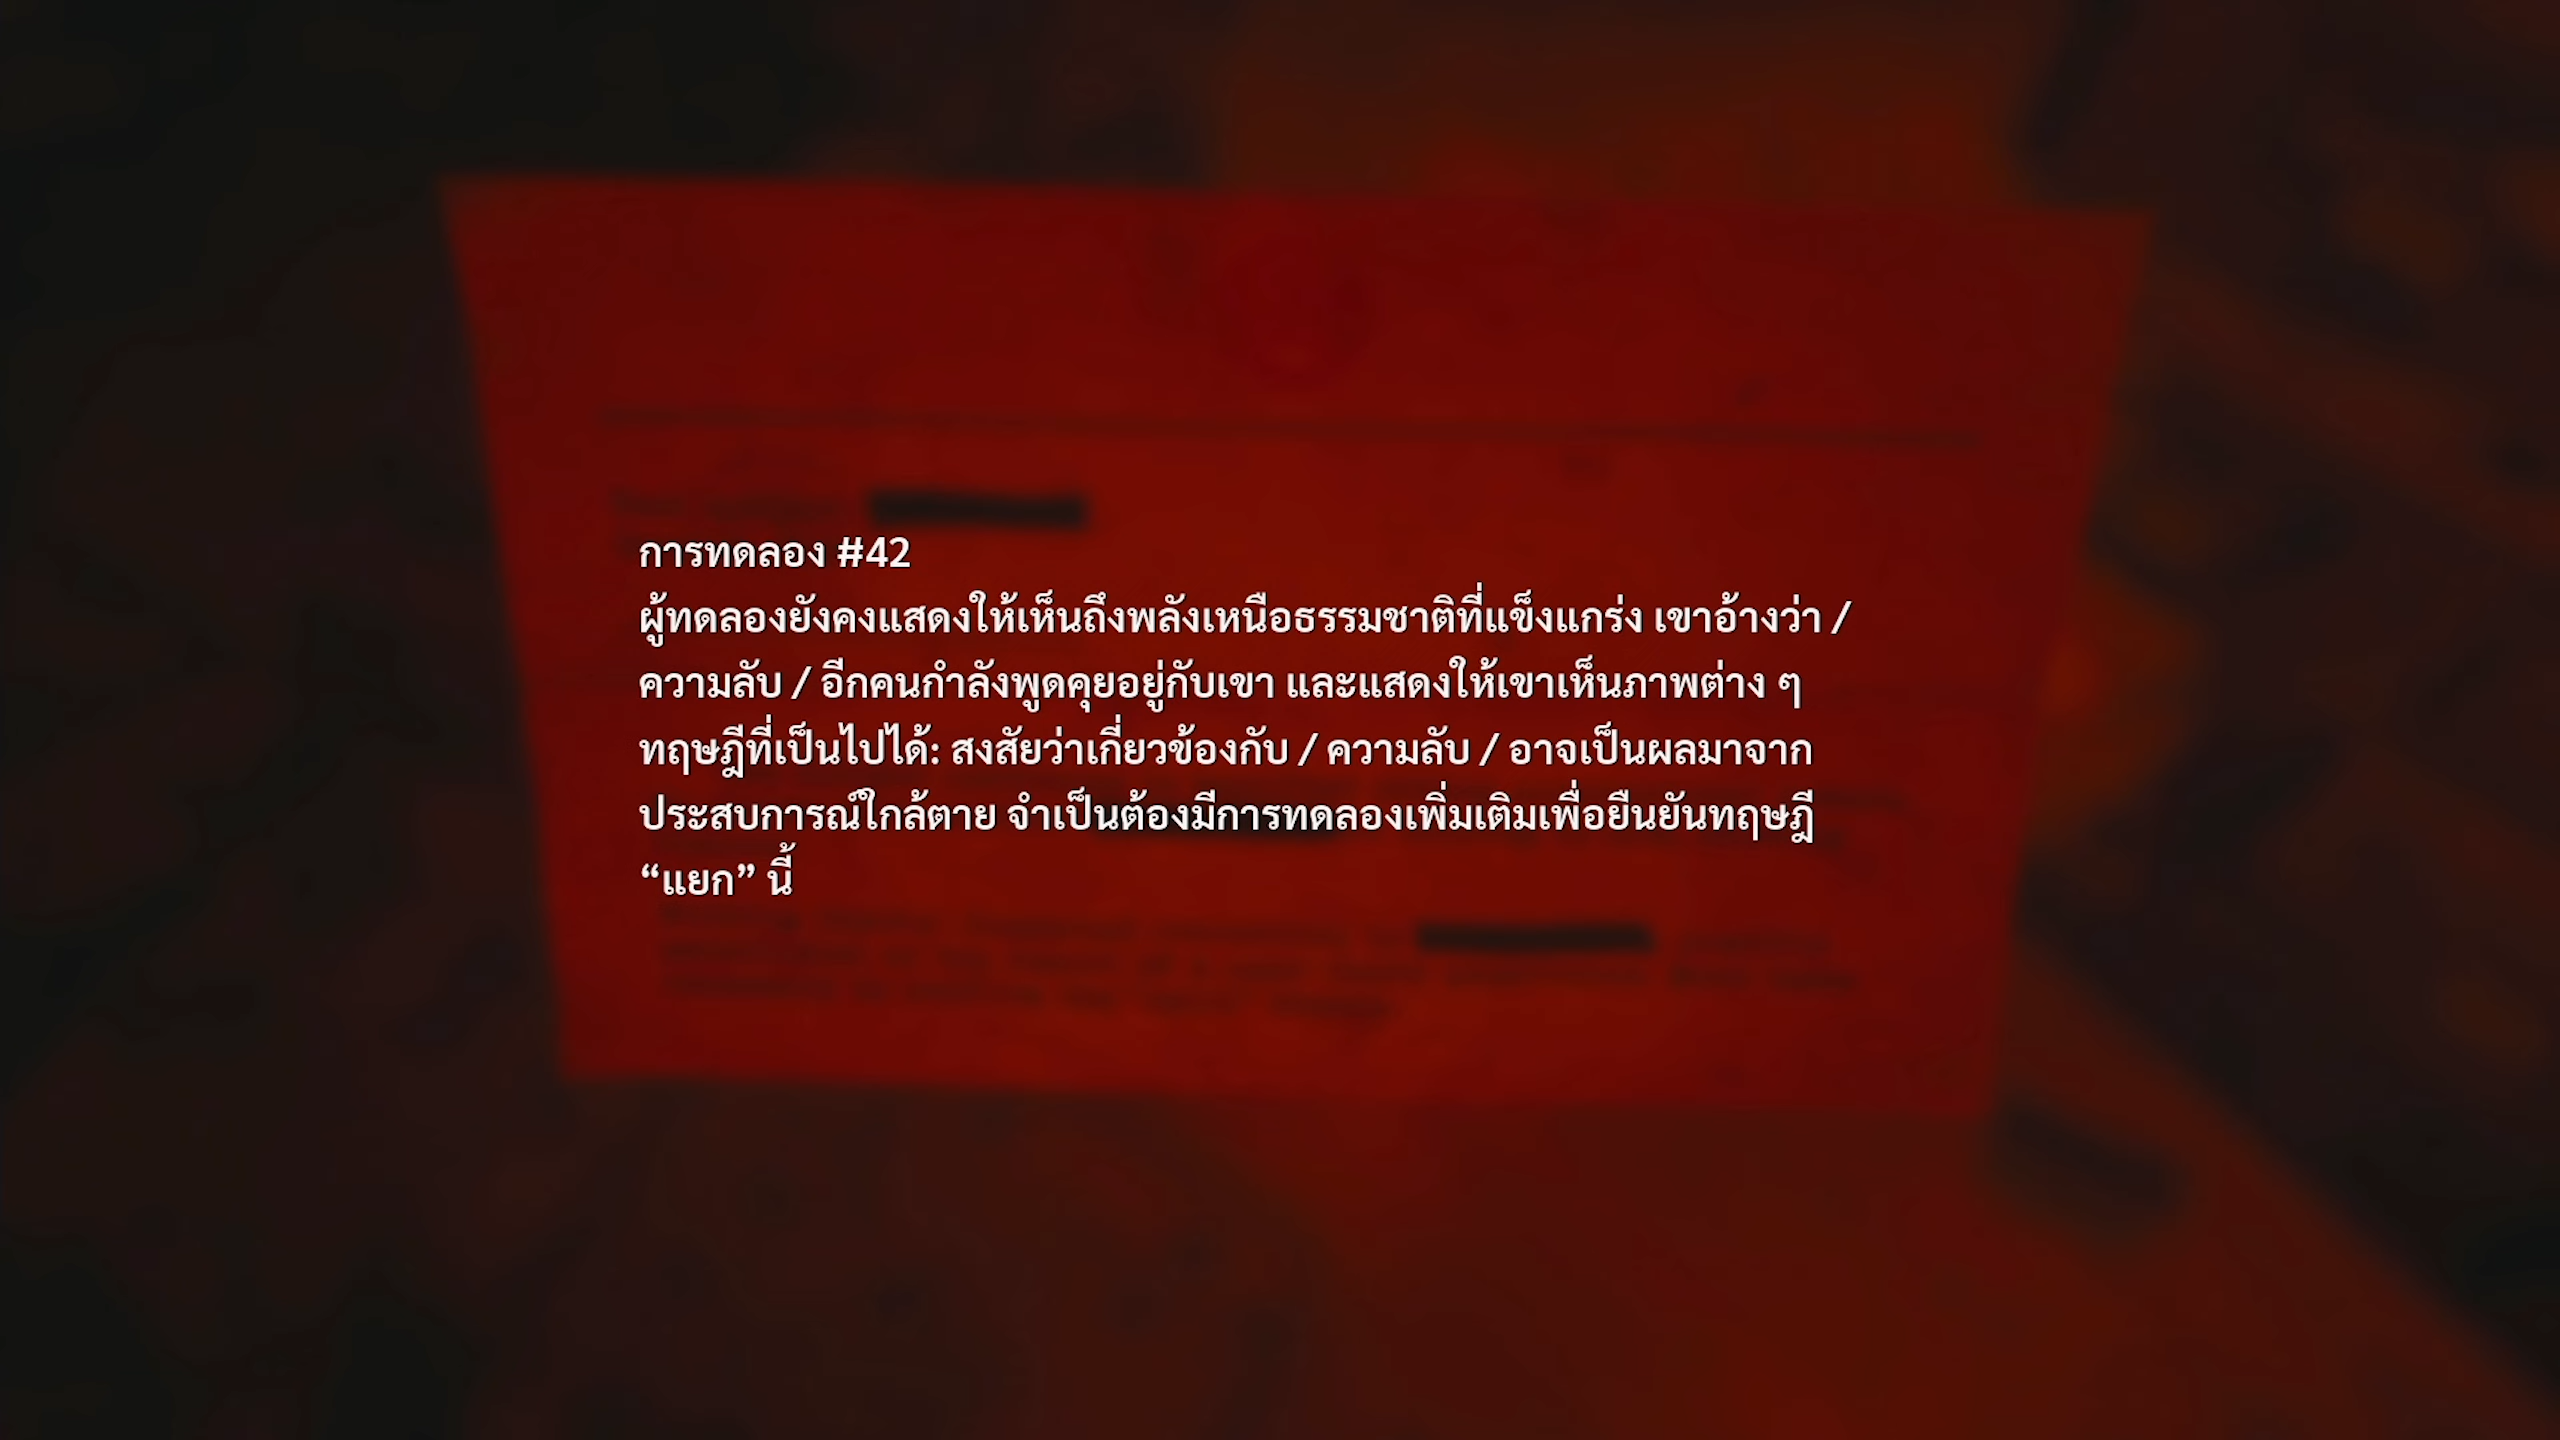 การทดลอง #42
ผู้ทดลองยังคงแสดงให้เห็นถึงพลังเหนือธรรมชาติที่แข็งแกร่ง เขาอ้างว่า /
ความลับ / อีกคนกำลังพูดคุยอยู่กับเขา และแสดงให้เขาเห็นภาพต่าง ๆ
ทฤษฎีที่เป็นไปได้: สงสัยว่าเกี่ยวข้องกับ / ความลับ / อาจเป็นผลมาจาก
ประสบการณ์ใกล้ตาย จำเป็นต้องมีการทดลองเพิ่มเติมเพื่อยืนยันทฤษฎี
“แยก” นี้